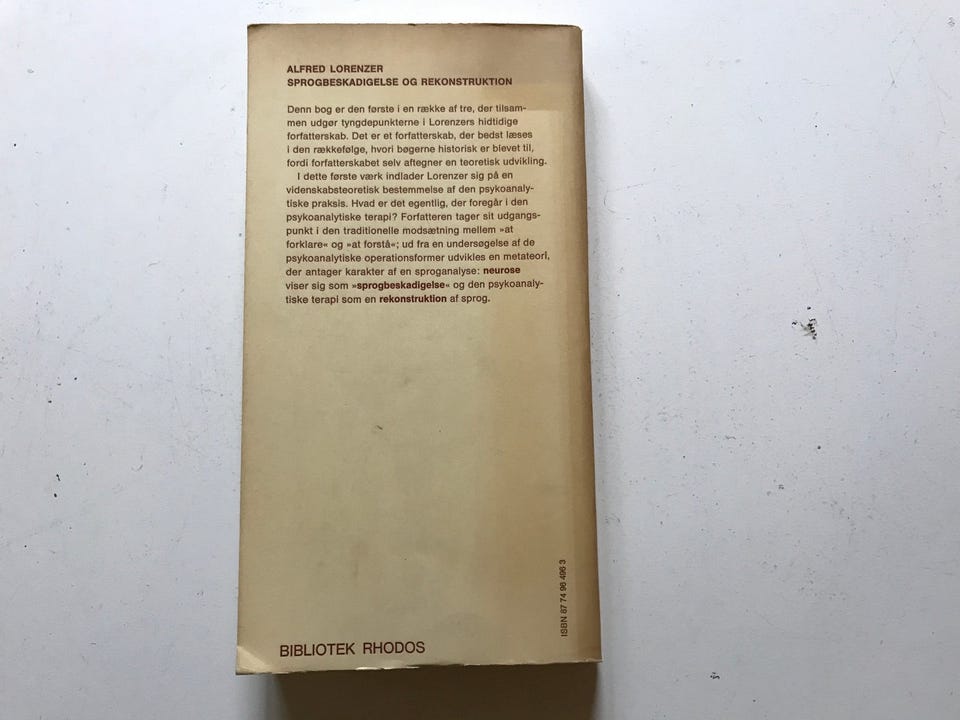 ALFRED LORENZER
SPROGBESKADIGELSE OG REKONSTRUKTION
Denn bog er den første i en række af tre, der tilsam-
men udgør tyngdepunkterne i Lorenzers hidtidige
forfatterskab. Det er et forfatterskab, der bedst læses
i den rækkefølge, hvori bøgerne historisk er blevet til,
fordi forfatterskabet selv aftegner en teoretisk udvikling.
I dette første værk indlader Lorenzer sig på en
videnskabsteoretisk bestemmelse af den psykoanaly-
tiske praksis. Hvad er det egentlig, der foregår i den
psykoanalytiske terapi? Forfatteren tager sit udgangs-
punkt i den traditionelle modsætning mellem »at
forklare« og »at forstå«; ud fra en undersøgelse af de
psykoanalytiske operationsformer udvikles en metateori,
der antager karakter af en sproganalyse: neurose
viser sig som »sprogbeskadigelse« og den psykoanaly-
tiske terapi som en rekonstruktion af sprog.
ISBN 87 74 96 496 3
BIBLIOTEK RHODOS